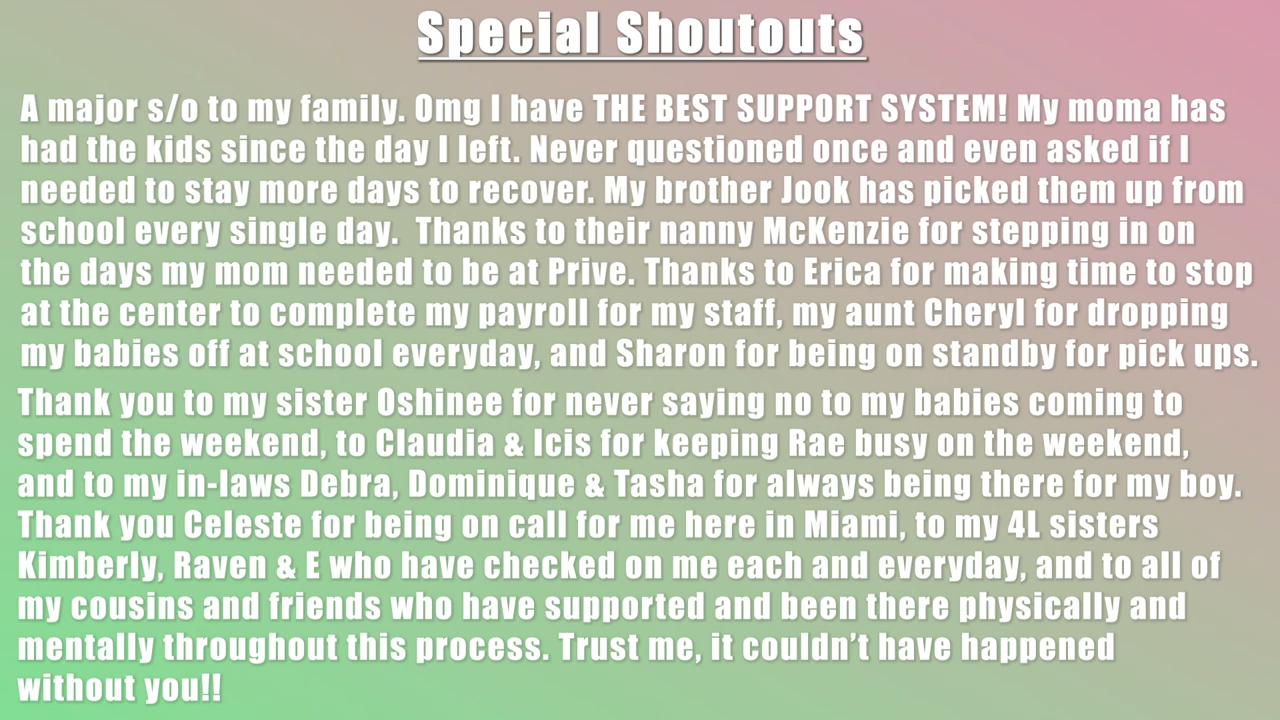 Special Shoutouts
A major s/o to my family. Omg I have THE BEST SUPPORT SYSTEM! My moma has
had the kids since the day I left. Never questioned once and even asked if I
needed to stay more days to recover. My brother Jook has picked them up from
school every single day.  Thanks to their nanny McKenzie for stepping in on
the days my mom needed to be at Prive. Thanks to Erica for making time to stop
at the center to complete my payroll for my staff, my aunt Cheryl for dropping
my babies off at school everyday, and Sharon for being on standby for pick ups.
Thank you to my sister Oshinee for never saying no to my babies coming to
spend the weekend, to Claudia & Icis for keeping Rae busy on the weekend,
and to my in-laws Debra, Dominique & Tasha for always being there for my boy.
Thank you Celeste for being on call for me here in Miami, to my 4L sisters
Kimberly, Raven & E who have checked on me each and everyday, and to all of
my cousins and friends who have supported and been there physically and
mentally throughout this process. Trust me, it couldn’t have happened
without you!!